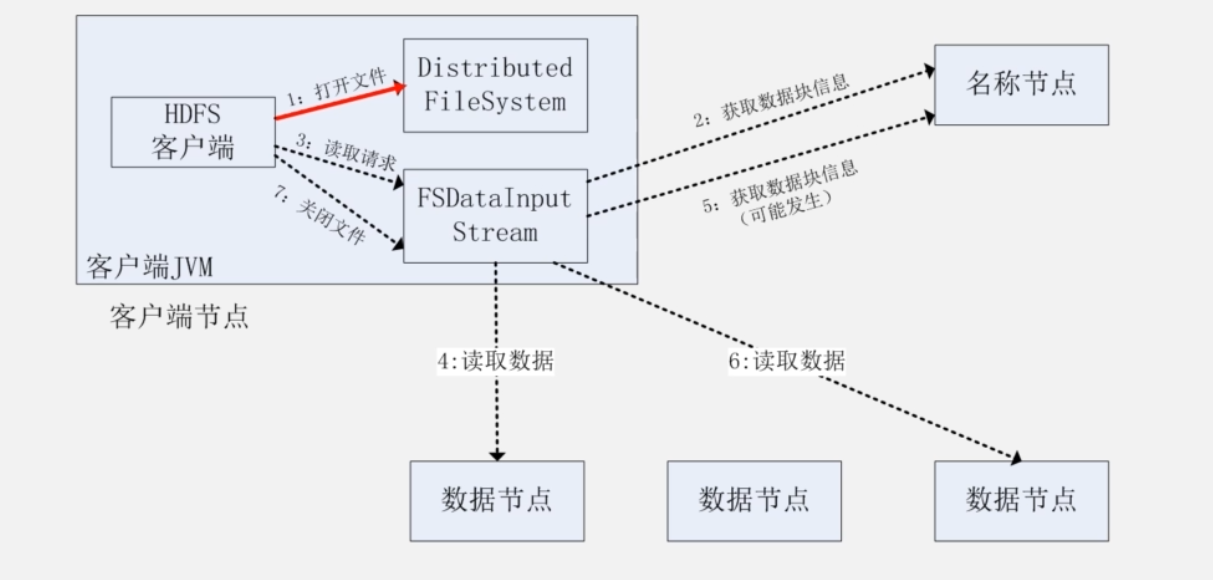 Distributed
FileSystem
名称节点
1: 打开文件
2: 获取数据块信息
HDFS
客户端
3: 读取请求
FSDataInput
Stream
5: 获取数据块信息
（可能发生）
7: 关闭文件
客户端JVM
客户端节点
4:读取数据
6:读取数据
数据节点
数据节点
数据节点